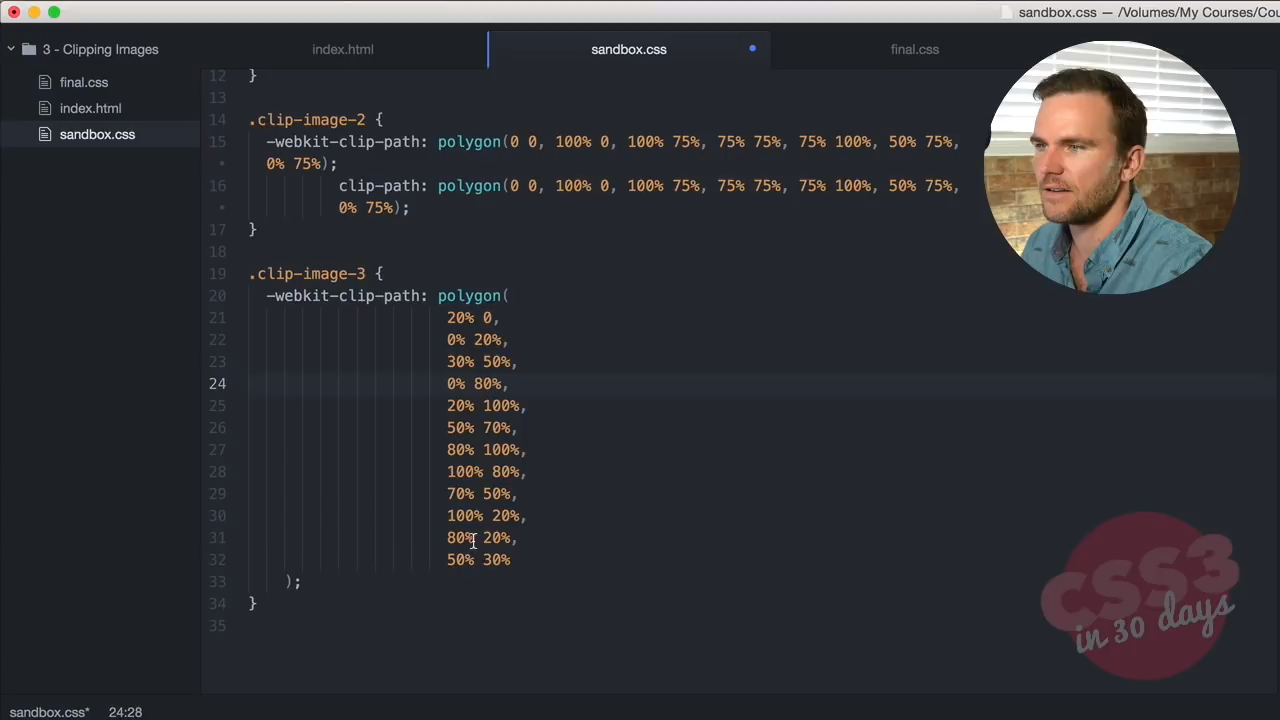 sandbox.css — /Volumes/My Courses/Cou
3 - Clipping Images
index.html
sandbox.css
final.css
final.css
index.html
sandbox.css
12 }
13
14 .clip-image-2 {
15 -webkit-clip-path: polygon(0 0, 100% 0, 100% 75%, 75% 75%, 75% 100%, 50% 75%,
• 0% 75%);
16 clip-path: polygon(0 0, 100% 0, 100% 75%, 75% 75%, 75% 100%, 50% 75%,
• 0% 75%);
17 }
18
19 .clip-image-3 {
20 -webkit-clip-path: polygon(
21 20% 0,
22 0% 20%,
23 30% 50%,
24 0% 80%,
25 20% 100%,
26 50% 70%,
27 80% 100%,
28 100% 80%,
29 70% 50%,
30 100% 20%,
31 80% 20%,
32 50% 30%
33 );
34 }
35
CSS3
in 30 days
sandbox.css* 24:28